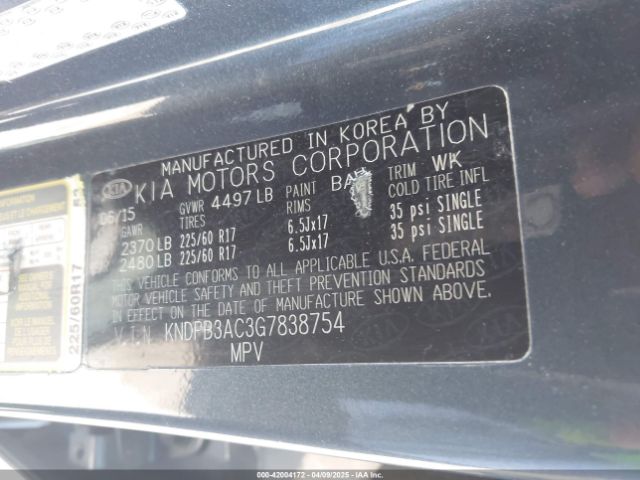 MANUFACTURED IN KOREA BY
KIA KIA MOTORS CORPORATION
06/15 GVWR 4497 LB PAINT TRIM WK
GAWR TIRES RIMS COLD TIRE INFL
2370 LB 225/60 R17 6.5Jx17 35 psi SINGLE
2480 LB 225/60 R17 6.5Jx17 35 psi SINGLE
THIS VEHICLE CONFORMS TO ALL APPLICABLE U.S.A. FEDERAL
MOTOR VEHICLE SAFETY AND THEFT PREVENTION STANDARDS
IN EFFECT ON THE DATE OF MANUFACTURE SHOWN ABOVE.
V.I.N. KNDPB3AC3G7838754
MPV
225/60R17
000-42004172 - 04/09/2025 - IAAI.COM